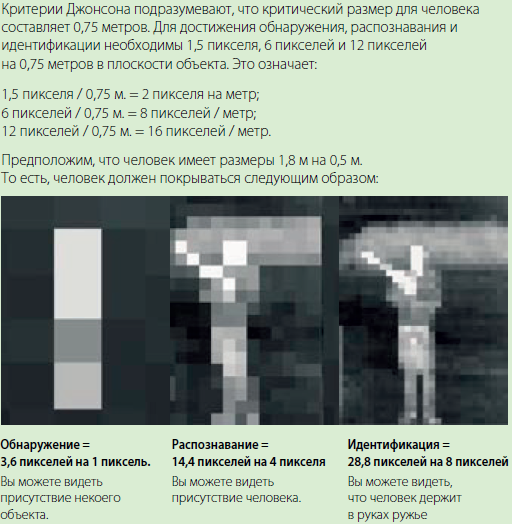 Критерии Джонсона подразумевают, что критический размер для человека
составляет 0,75 метров. Для достижения обнаружения, распознавания и
идентификации необходимы 1,5 пикселя, 6 пикселей и 12 пикселей
на 0,75 метров в плоскости объекта. Это означает:
1,5 пикселя / 0,75 м. = 2 пикселя на метр;
6 пикселей / 0,75 м. = 8 пикселей / метр;
12 пикселей / 0,75 м. = 16 пикселей / метр.
Предположим, что человек имеет размеры 1,8 м на 0,5 м.
То есть, человек должен покрываться следующим образом:
Обнаружение =
3,6 пикселей на 1 пиксель.
Вы можете видеть
присутствие некоего
объекта.
Распознавание =
14,4 пикселей на 4 пикселя
Вы можете видеть
присутствие человека.
Идентификация =
28,8 пикселей на 8 пикселей
Вы можете видеть,
что человек держит
в руках ружье